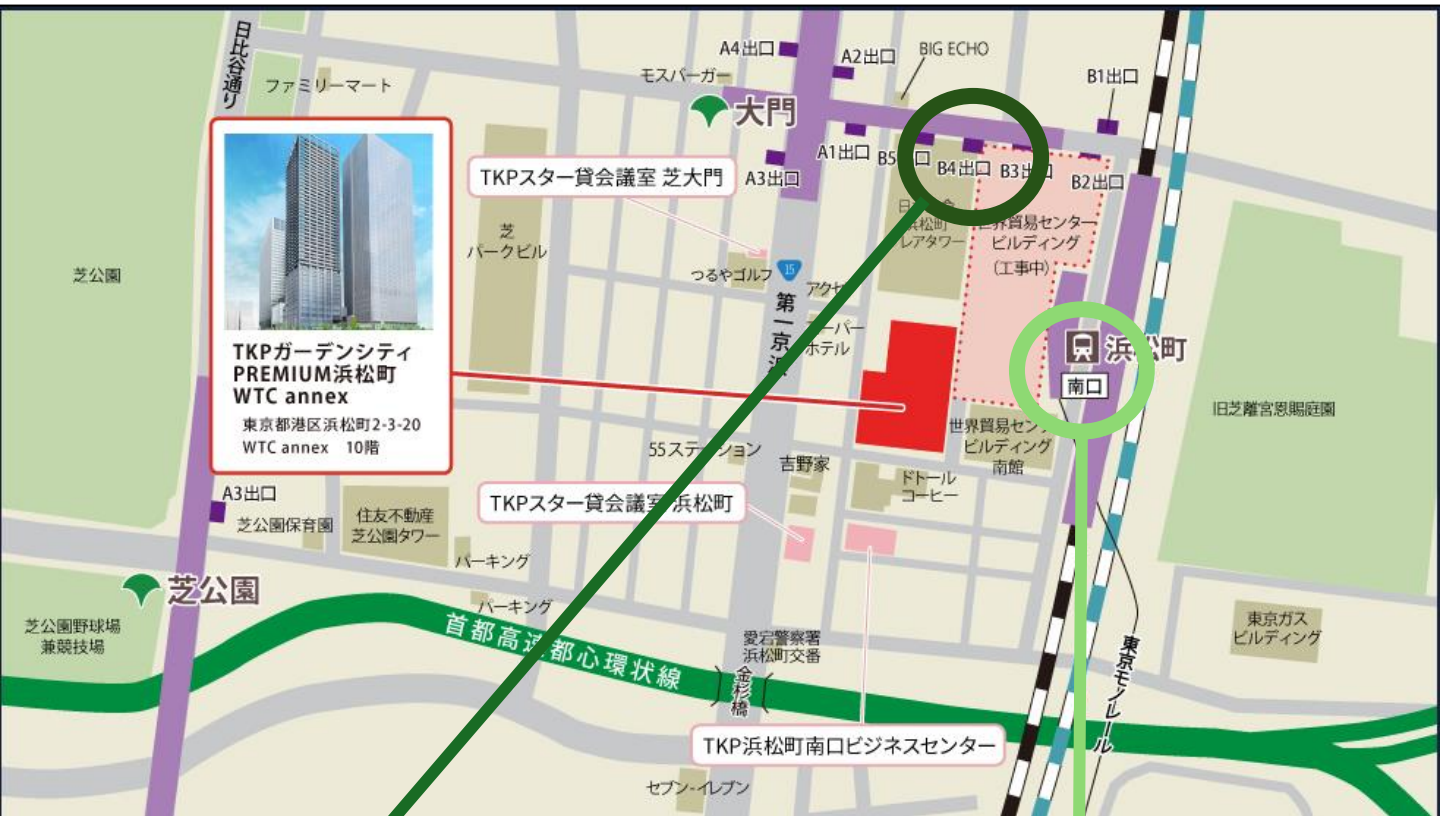 日比谷通り
ファミリーマート
モスバーガー
A4出口
A2出口
BIG ECHO
B1出口
大門
A1出口
B4出口
B2出口
A3出口
TKPスター貸会議室 芝大門
芝
パークビル
芝公園
つるやゴルフ
15
第一京浜
浜松町
レアタワー
世界貿易センター
ビルディング
(工事中)
ホテル
TKPガーデンシティ
PREMIUM浜松町
WTC annex
東京都港区浜松町2-3-20
WTC annex 10階
浜松町
南口
旧芝離宮恩賜庭園
世界貿易セン
ビルディング
南館
55ステーション
吉野家
ドトール
コーヒー
TKPスター貸会議室 浜松町
A3出口
芝公園保育園
住友不動産
芝公園タワー
パーキング
パーキング
芝公園
芝公園野球場
兼競技場
首都高速都心環状線
愛宕警察署
浜松町交番
金杉橋
東京ガス
ビルディング
東京モノレール
TKP浜松町南口ビジネスセンター
セブン-イレブン